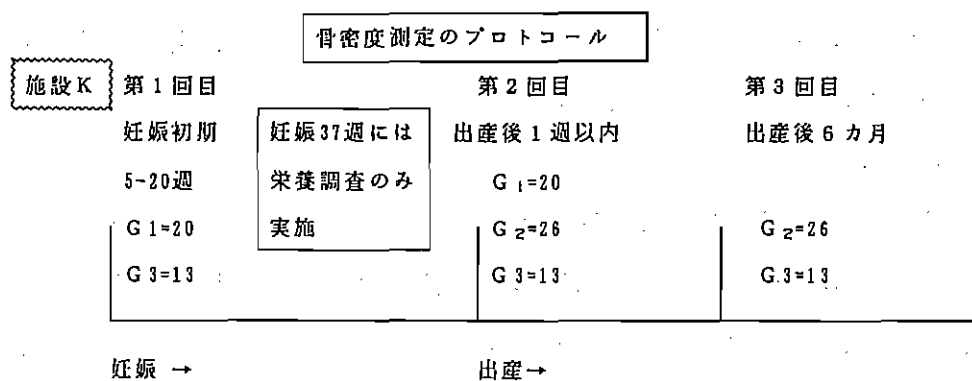 骨密度測定のプロトコール
施設K 第1回目 第2回目 第3回目
妊娠初期 妊娠37週には 出産後1週以内 出産後6カ月
5-20週 栄養調査のみ G1=20
G1=20 実施 G2=26 G2=26
G3=13 G3=13 G.3=13
妊娠 → 出産→